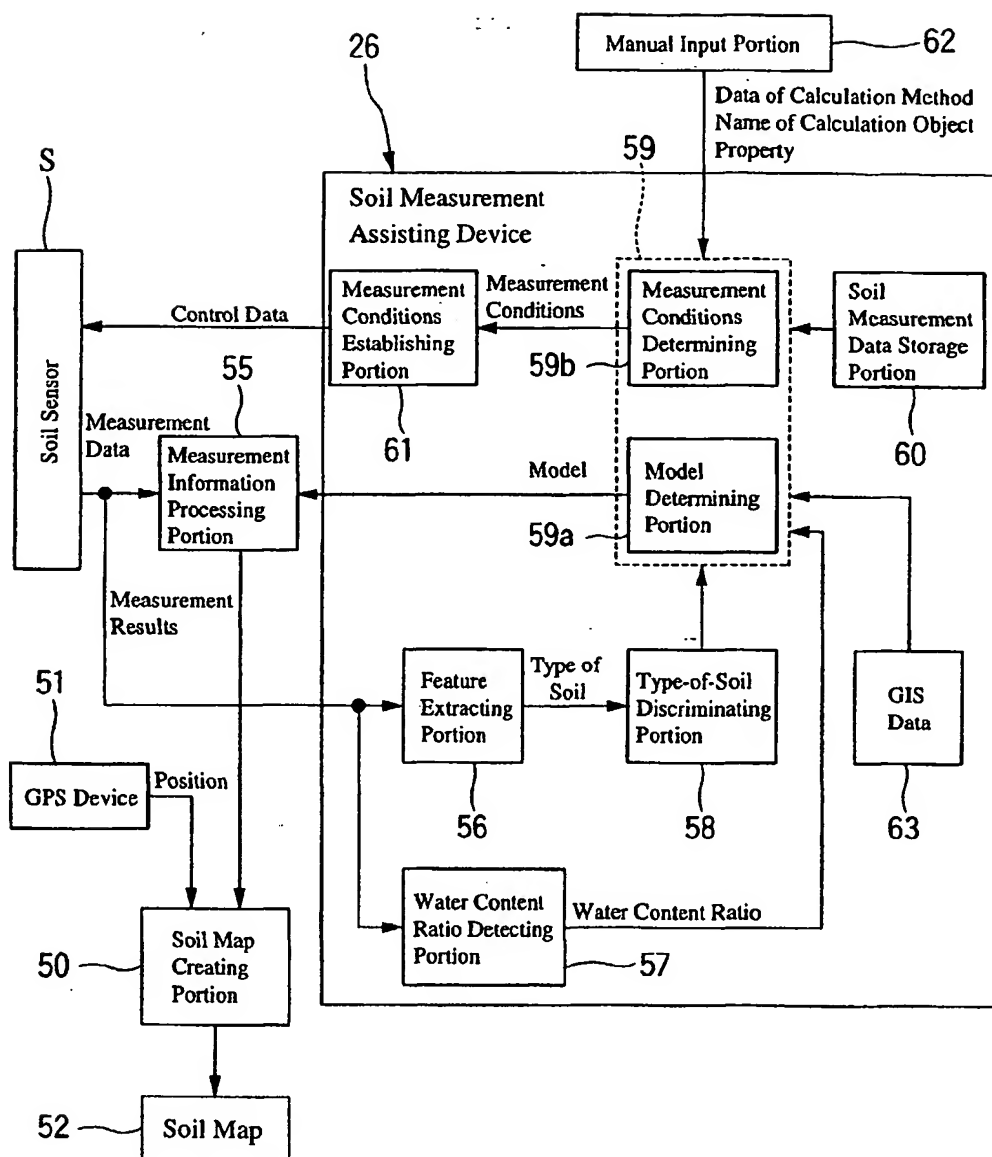 26
Manual Input Portion
62
Data of Calculation Method
Name of Calculation Object
Property
S
59
Soil Measurement
Assisting Device
Soil Sensor
Control Data
Measurement
Conditions
Establishing
Portion
61
Measurement
Conditions
Measurement
Conditions
Determining
Portion
59b
Soil
Measurement
Data Storage
Portion
60
55
Measurement
Data
Measurement
Information
Processing
Portion
Model
Model
Determining
Portion
59a
Measurement
Results
51
GPS Device
Position
Feature
Extracting
Portion
56
Type of
Soil
Type-of-Soil
Discriminating
Portion
58
GIS
Data
63
Water Content
Ratio Detecting
Portion
57
Water Content Ratio
50
Soil Map
Creating
Portion
52
Soil Map